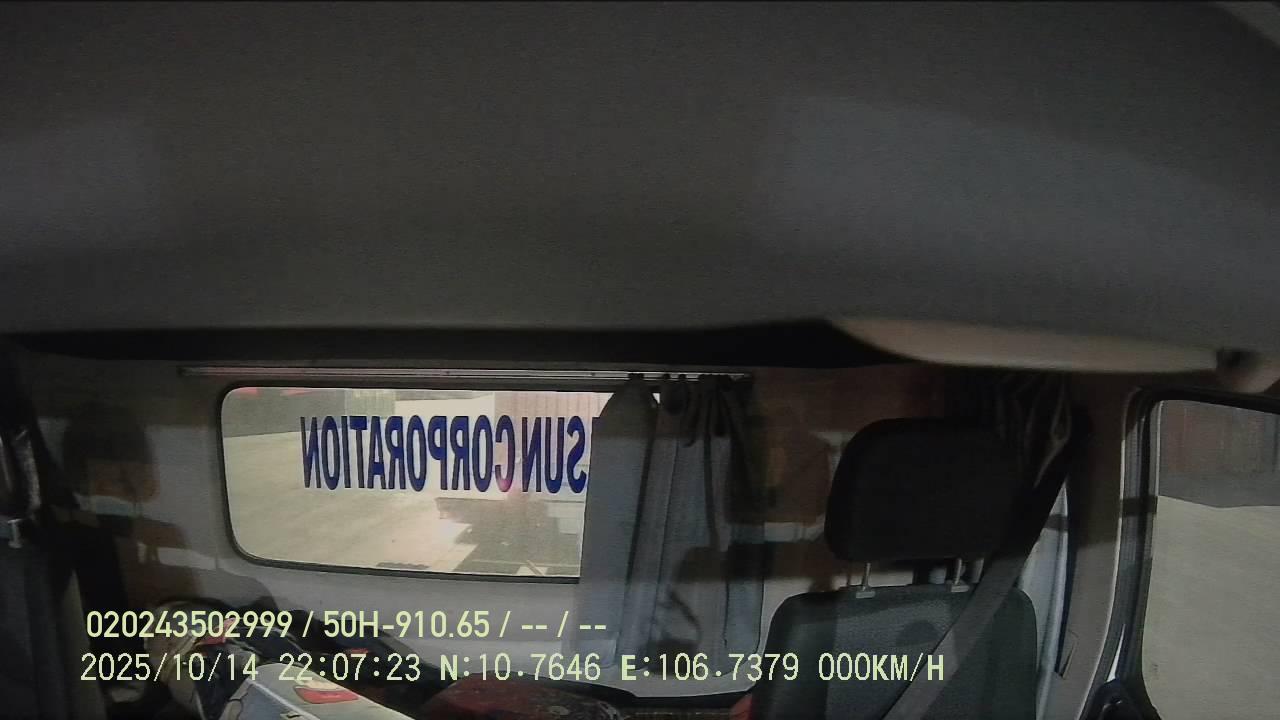 SUN CORPORATION
020243502999 / 50H-910.65 / -- / --
2025/10/14 22:07:23 N:10.7646 E:106.7379 000KM/H